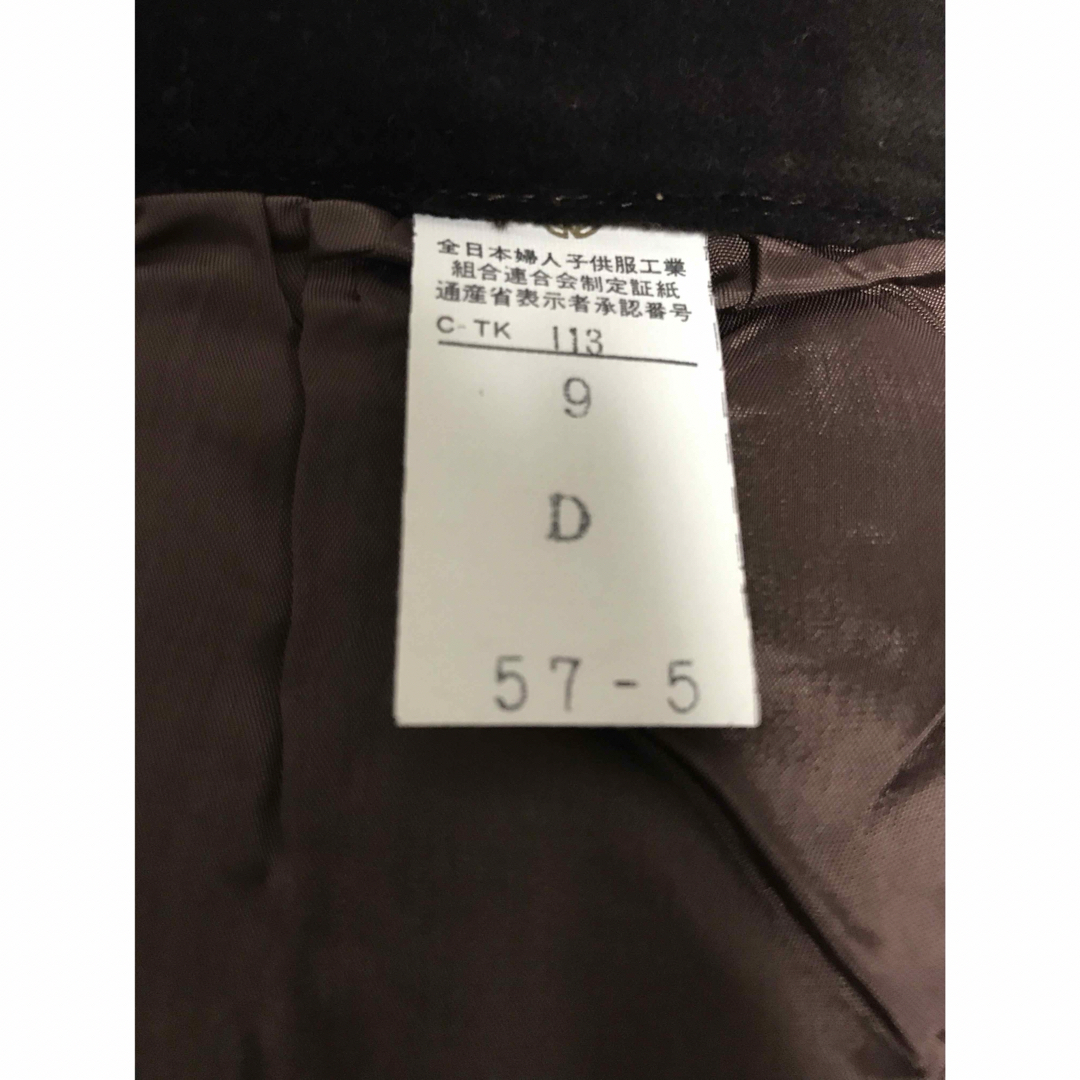 全日本婦人子供服工業
組合連合会制定証紙
通産省表示者承認番号
C-TK 113
9
D
57-5